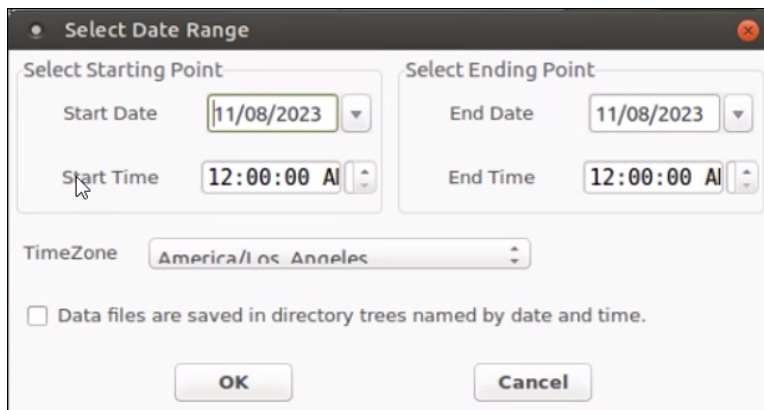 Select Date Range
Select Starting Point
Start Date 11/08/2023
Start Time 12:00:00 A
Select Ending Point
End Date 11/08/2023
End Time 12:00:00 A
TimeZone America/Los_Angeles
Data files are saved in directory trees named by date and time.
OK Cancel